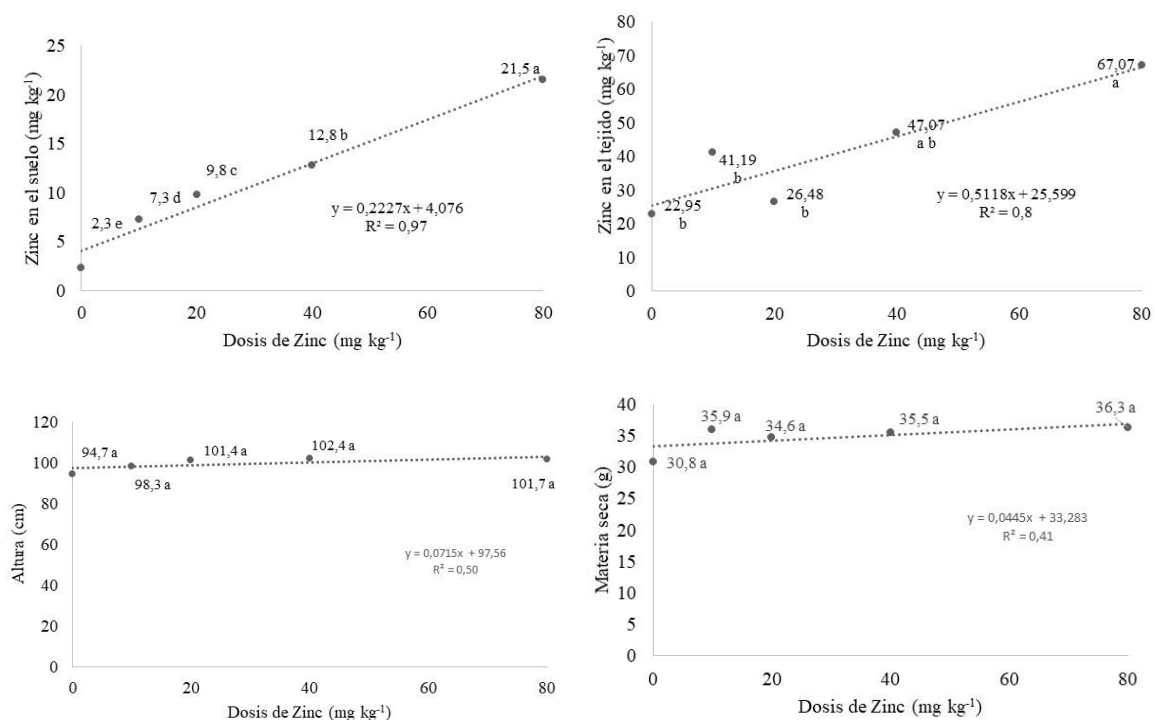 Zinc en el suelo (mg kg-1)
25
20
15
10
5
0
2,3 e
7,3 d
9,8 c
12,8 b
21,5 a
y = 0,2227x + 4,076
R² = 0,97
0 20 40 60 80
Dosis de Zinc (mg kg-1)
Zinc en el tejido (mg kg-1)
80
70
60
50
40
30
20
10
0
22,95
b
41,19
b
26,48
b
47,07
a b
67,07
a
y = 0,5118x + 25,599
R² = 0,8
0 20 40 60 80
Dosis de Zinc (mg kg-1)
Altura (cm)
120
100
80
60
40
20
0
94,7 a
98,3 a
101,4 a
102,4 a
101,7 a
y = 0,0715x + 97,56
R² = 0,50
0 20 40 60 80
Dosis de Zinc (mg kg-1)
Materia seca (g)
40
35
30
25
20
15
10
5
0
30,8 a
35,9 a
34,6 a
35,5 a
36,3 a
y = 0,0445x + 33,283
R² = 0,41
0 20 40 60 80
Dosis de Zinc (mg kg-1)